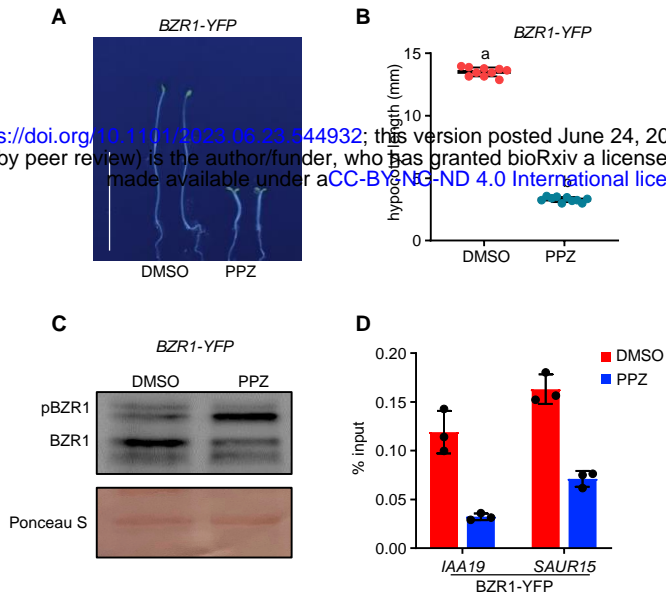 A
BZR1-YFP
DMSO PPZ
B
BZR1-YFP
hypocotyl length (mm)
15
10
5
0
a
b
DMSO PPZ
s://doi.org/10.1101/2023.06.23.544932; this version posted June 24, 20
by peer review) is the author/funder, who has granted bioRxiv a license
made available under aCC-BY-NC-ND 4.0 International lice
C
BZR1-YFP
DMSO PPZ
pBZR1
BZR1
Ponceau S
D
DMSO
PPZ
% input
0.20
0.15
0.10
0.05
0.00
IAA19 SAUR15
BZR1-YFP